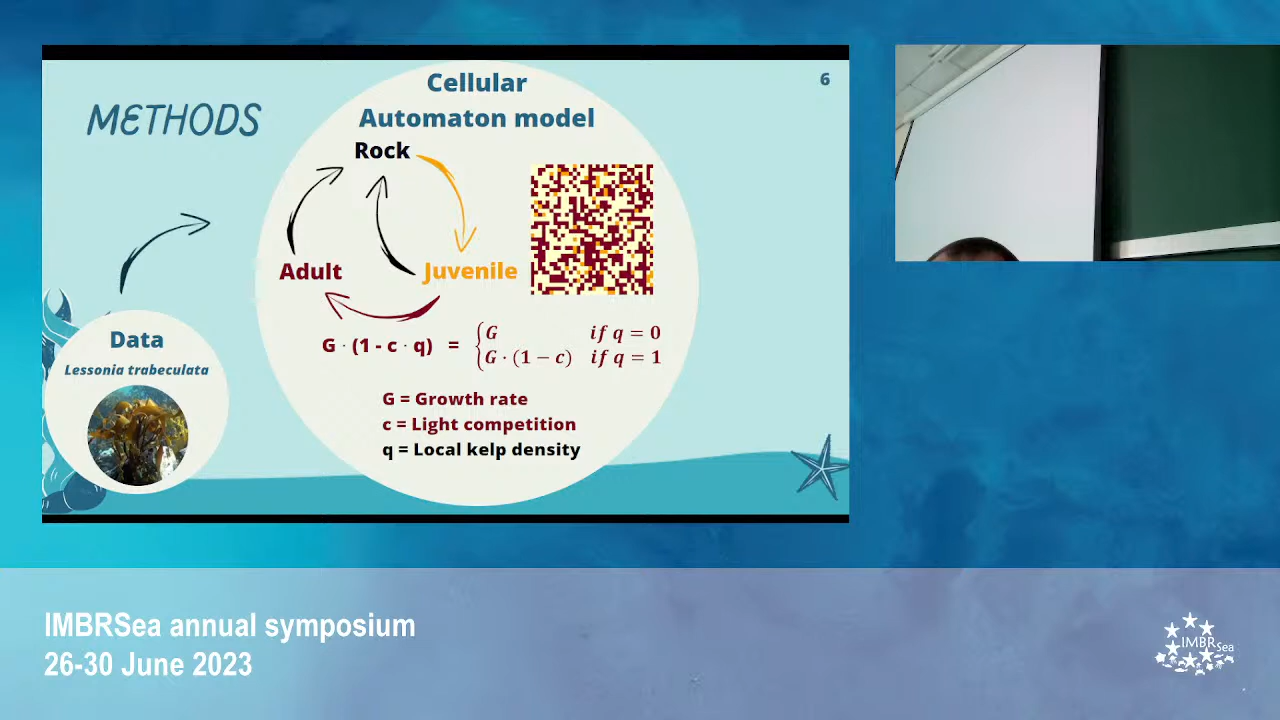 METHODS
Cellular
Automaton model
6
Rock
Adult
Juvenile
Data
Lessonia trabeculata
G · (1 - c · q) = {G if q = 0
G · (1 − c) if q = 1
G = Growth rate
c = Light competition
q = Local kelp density
IMBRSea annual symposium
26-30 June 2023
IMBRSea